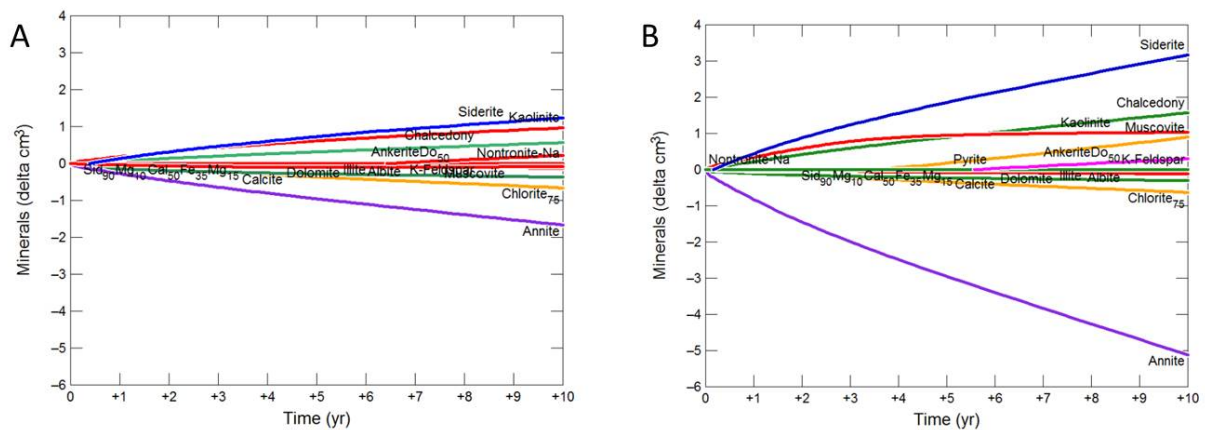 A
Minerals (delta cm³)
4
3
2
1
0
–1
–2
–3
–4
–5
–6
Siderite
Kaolinite
Chalcedony
AnkeriteDo50
Nontronite-Na
Sid90Mg10Cal50Fe35Mg15
Calcite
Dolomite
Illite
Albite
K-Feldspar
Muscovite
Chlorite75
Annite
0 +1 +2 +3 +4 +5 +6 +7 +8 +9 +10
Time (yr)
B
Minerals (delta cm³)
4
3
2
1
0
–1
–2
–3
–4
–5
–6
Siderite
Chalcedony
Kaolinite
Muscovite
AnkeriteDo50
K-Feldspar
Nontronite-Na
Pyrite
Sid90Mg10 Cal50Fe35Mg15
Calcite
Dolomite
Illite
Albite
Chlorite75
Annite
0 +1 +2 +3 +4 +5 +6 +7 +8 +9 +10
Time (yr)